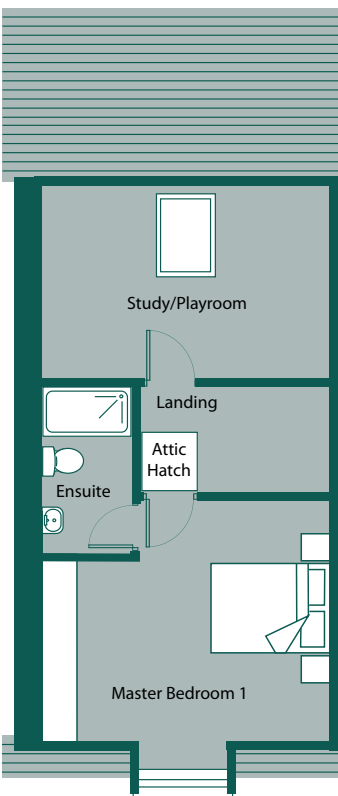 Study/Playroom
Landing
Attic
Hatch
Ensuite
Master Bedroom 1